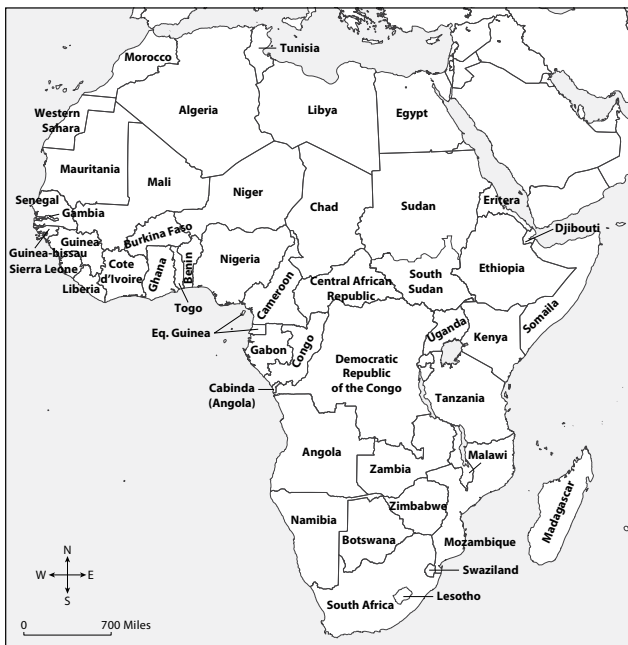 Tunisia
Morocco
Algeria
Libya
Egypt
Western
Sahara
Mauritania
Mali
Niger
Chad
Sudan
Eritera
Djibouti
Senegal
Gambia
Guinea-bissau
Guinea
Sierra Leone
Liberia
Cote
d'Ivoire
Burkina Faso
Ghana
Togo
Benin
Nigeria
Cameroon
Central African
Republic
South
Sudan
Ethiopia
Somaila
Eq. Guinea
Gabon
Congo
Democratic
Republic
of the Congo
Uganda
Kenya
Cabinda
(Angola)
Tanzania
Angola
Zambia
Malawi
Zimbabwe
Namibia
Botswana
Mozambique
Madagascar
Swaziland
Lesotho
South Africa
N
W
E
S
0
700 Miles